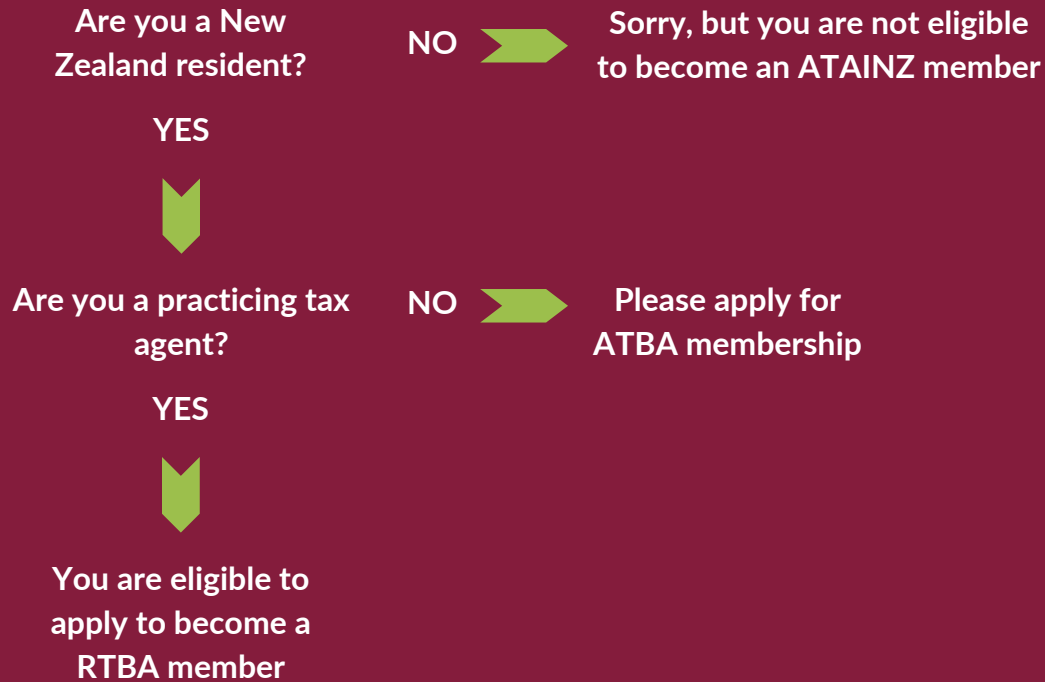 Are you a New
Zealand resident?
NO
Sorry, but you are not eligible
to become an ATAINZ member
YES
Are you a practicing tax
agent?
NO
Please apply for
ATBA membership
YES
You are eligible to
apply to become a
RTBA member